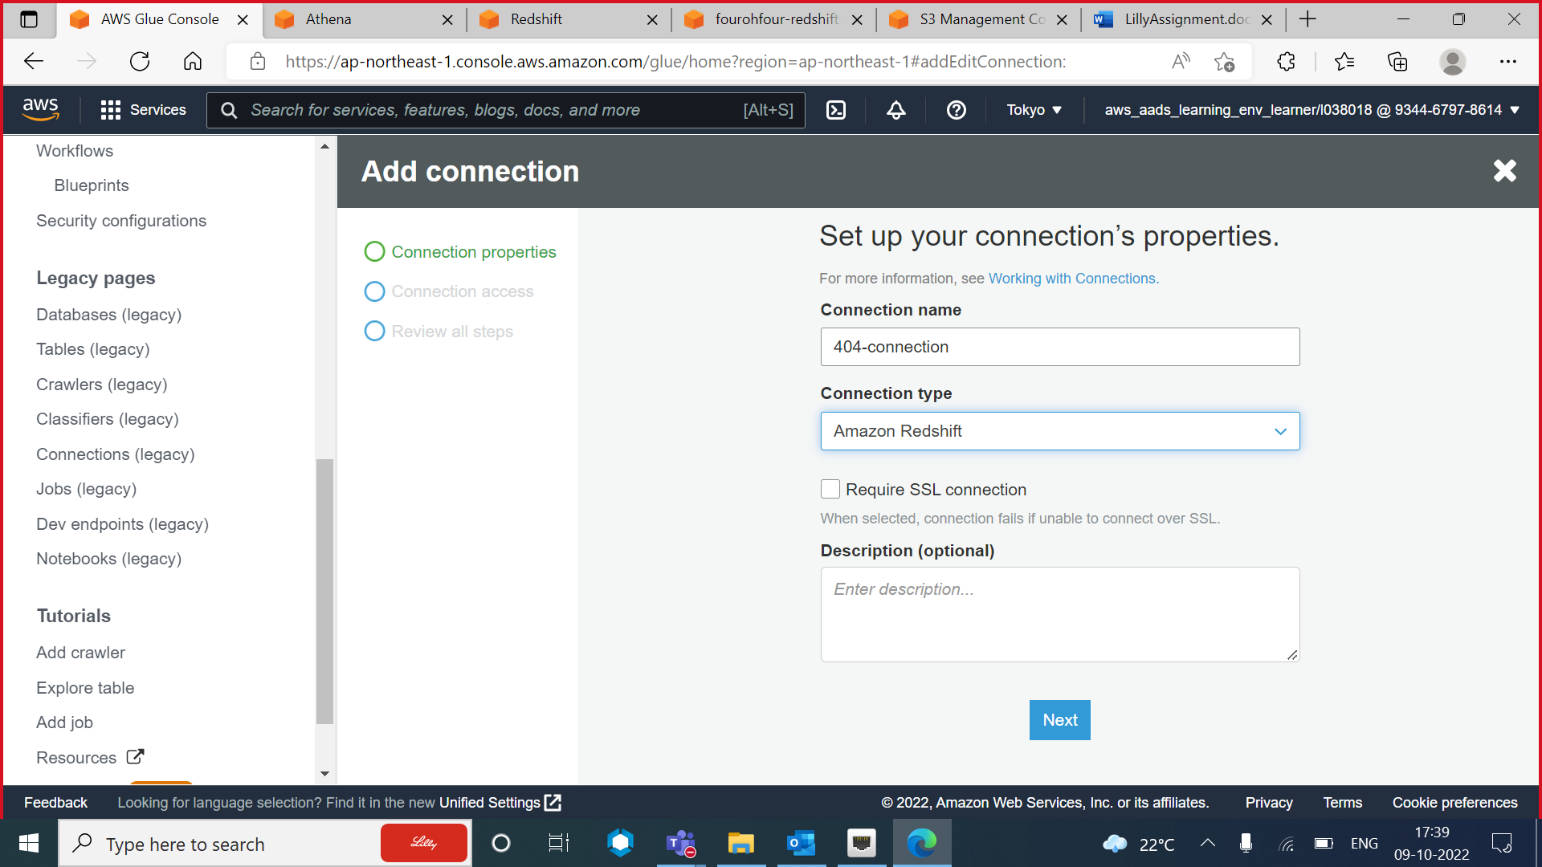 AWS Glue Console
Athena
Redshift
fourohfour-redshift
S3 Management Co
LillyAssignment.doc
https://ap-northeast-1.console.aws.amazon.com/glue/home?region=ap-northeast-1#addEditConnection:
aws
Services
Search for services, features, blogs, docs, and more
[Alt+S]
Tokyo
aws_aads_learning_env_learner/l038018 @ 9344-6797-8614
Workflows
Blueprints
Security configurations
Legacy pages
Databases (legacy)
Tables (legacy)
Crawlers (legacy)
Classifiers (legacy)
Connections (legacy)
Jobs (legacy)
Dev endpoints (legacy)
Notebooks (legacy)
Tutorials
Add crawler
Explore table
Add job
Resources
Add connection
Connection properties
Connection access
Review all steps
Set up your connection's properties.
For more information, see Working with Connections.
Connection name
404-connection
Connection type
Amazon Redshift
Require SSL connection
When selected, connection fails if unable to connect over SSL.
Description (optional)
Enter description...
Next
Feedback
Looking for language selection? Find it in the new Unified Settings
© 2022, Amazon Web Services, Inc. or its affiliates.
Privacy
Terms
Cookie preferences
Type here to search
Lilly
22°C
ENG
17:39
09-10-2022